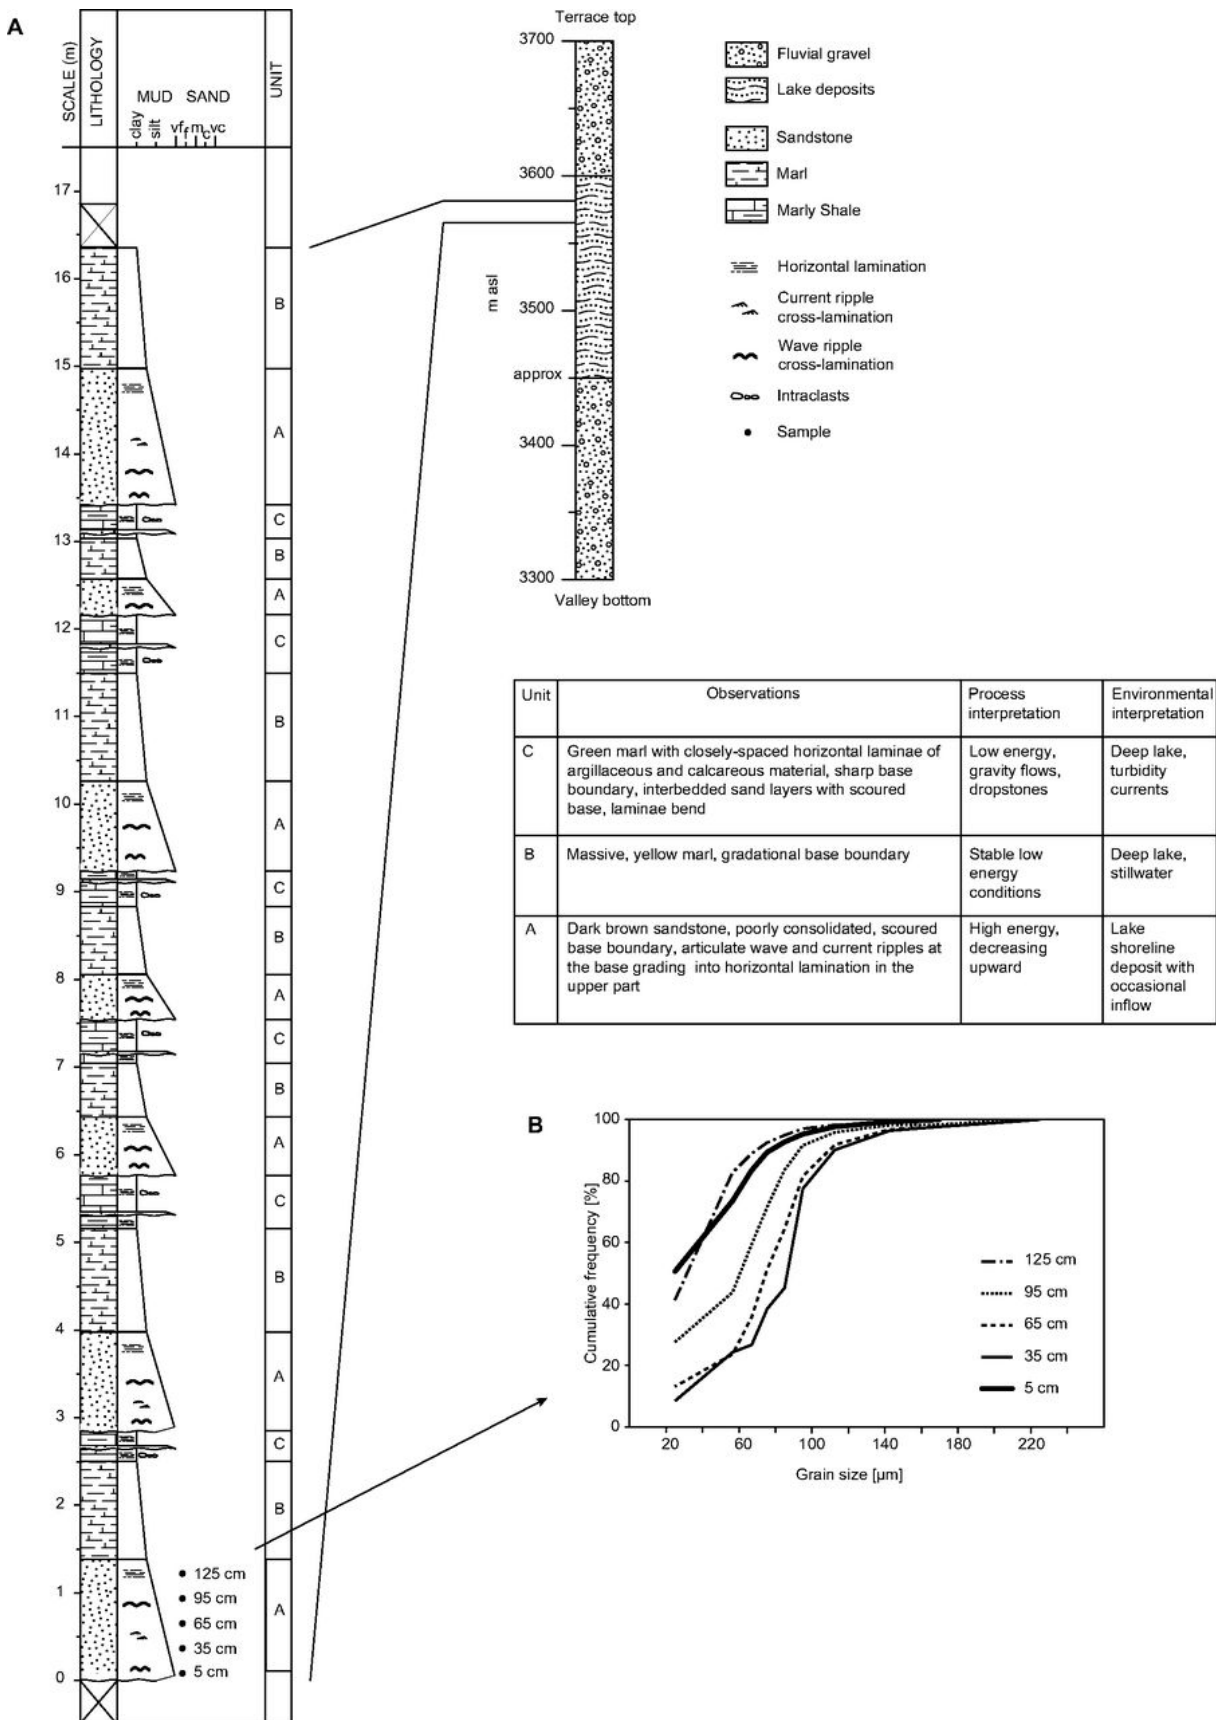 A
SCALE (m)
LITHOLOGY
MUD SAND
clay
silt
vf
f
m
c
vc
UNIT
17
16
15
14
13
12
11
10
9
8
7
6
5
4
3
2
1
0
B
A
C
B
A
C
B
A
C
B
A
C
B
A
C
B
A
C
B
A
125 cm
95 cm
65 cm
35 cm
5 cm
Terrace top
3700
3600
3500
approx
3400
3300
m asl
Valley bottom
Fluvial gravel
Lake deposits
Sandstone
Marl
Marly Shale
Horizontal lamination
Current ripple
cross-lamination
Wave ripple
cross-lamination
Intraclasts
Sample
Unit
Observations
Process
interpretation
Environmental
interpretation
C
Green marl with closely-spaced horizontal laminae of
argillaceous and calcareous material, sharp base
boundary, interbedded sand layers with scoured
base, laminae bend
Low energy,
gravity flows,
dropstones
Deep lake,
turbidity
currents
B
Massive, yellow marl, gradational base boundary
Stable low
energy
conditions
Deep lake,
stillwater
A
Dark brown sandstone, poorly consolidated, scoured
base boundary, articulate wave and current ripples at
the base grading into horizontal lamination in the
upper part
High energy,
decreasing
upward
Lake
shoreline
deposit with
occasional
inflow
B
Cumulative frequency [%]
100
80
60
40
20
0
125 cm
95 cm
65 cm
35 cm
5 cm
20 60 100 140 180 220
Grain size [µm]